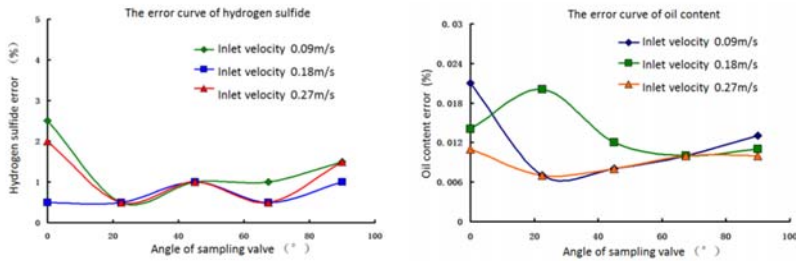 The error curve of hydrogen sulfide
Hydrogen sulfide error （%）
5
4
3
2
1
0
Inlet velocity 0.09m/s
Inlet velocity 0.18m/s
Inlet velocity 0.27m/s
0 20 40 60 80 100
Angle of sampling valve （°）
The error curve of oil content
Oil content error (%)
0.03
0.024
0.018
0.012
0.006
0
Inlet velocity 0.09m/s
Inlet velocity 0.18m/s
Inlet velocity 0.27m/s
0 20 40 60 80 100
Angle of sampling valve （°）